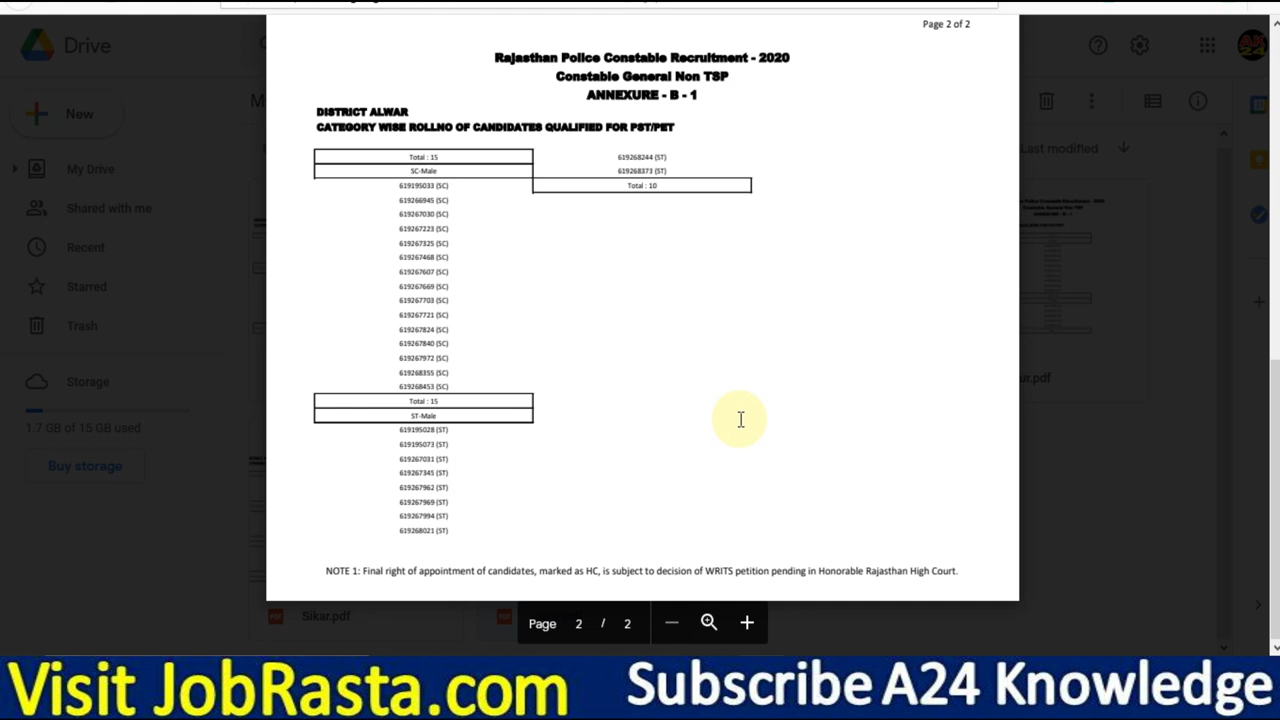 Drive
New
My Drive
Shared with me
Recent
Starred
Trash
Storage
1.7 GB of 15 GB used
Buy storage
Page 2 of 2
Rajasthan Police Constable Recruitment - 2020
Constable General Non TSP
ANNEXURE - B - 1
DISTRICT ALWAR
CATEGORY WISE ROLLNO OF CANDIDATES QUALIFIED FOR PST/PET
Total : 15
SC-Male
619195033 (SC)
619266945 (SC)
619267030 (SC)
619267223 (SC)
619267325 (SC)
619267468 (SC)
619267607 (SC)
619267669 (SC)
619267703 (SC)
619267721 (SC)
619267824 (SC)
619267840 (SC)
619267972 (SC)
619268355 (SC)
619268453 (SC)
Total : 15
ST-Male
619195028 (ST)
619195073 (ST)
619267031 (ST)
619267345 (ST)
619267962 (ST)
619267969 (ST)
619267994 (ST)
619268021 (ST)
619268244 (ST)
619268373 (ST)
Total : 10
NOTE 1: Final right of appointment of candidates, marked as HC, is subject to decision of WRITS petition pending in Honorable Rajasthan High Court.
Last modified
Sikar.pdf
Page 2 / 2
Visit JobRasta.com
Subscribe A24 Knowledge